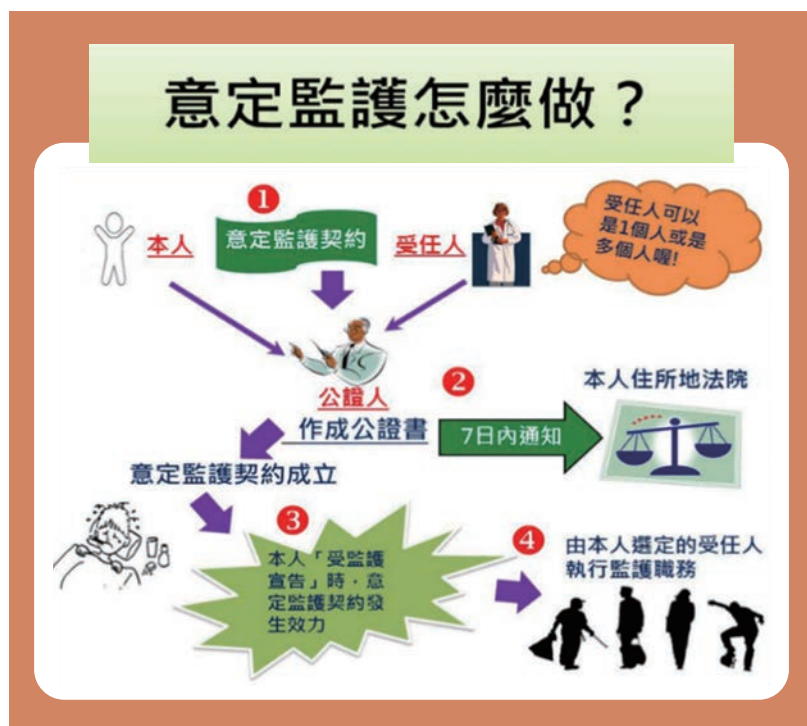 意定監護怎麼做？
1
本人
意定監護契約
受任人
受任人可以
是1個人或是
多個人喔!
公證人
作成公證書
2
7日內通知
本人住所地法院
意定監護契約成立
3
本人「受監護
宣告」時，意
定監護契約發
生效力
4
由本人選定的受任人
執行監護職務